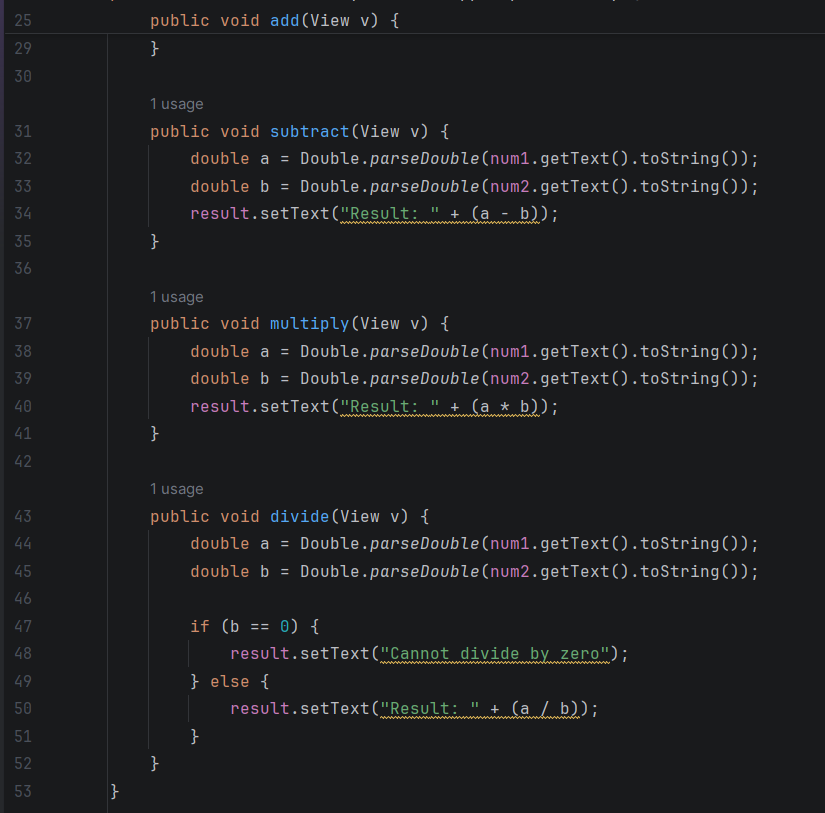 25 public void add(View v) {
29 }
30
1 usage
31 public void subtract(View v) {
32 double a = Double.parseDouble(num1.getText().toString());
33 double b = Double.parseDouble(num2.getText().toString());
34 result.setText("Result: " + (a - b));
35 }
36
1 usage
37 public void multiply(View v) {
38 double a = Double.parseDouble(num1.getText().toString());
39 double b = Double.parseDouble(num2.getText().toString());
40 result.setText("Result: " + (a * b));
41 }
42
1 usage
43 public void divide(View v) {
44 double a = Double.parseDouble(num1.getText().toString());
45 double b = Double.parseDouble(num2.getText().toString());
46
47 if (b == 0) {
48 result.setText("Cannot divide by zero");
49 } else {
50 result.setText("Result: " + (a / b));
51 }
52 }
53 }